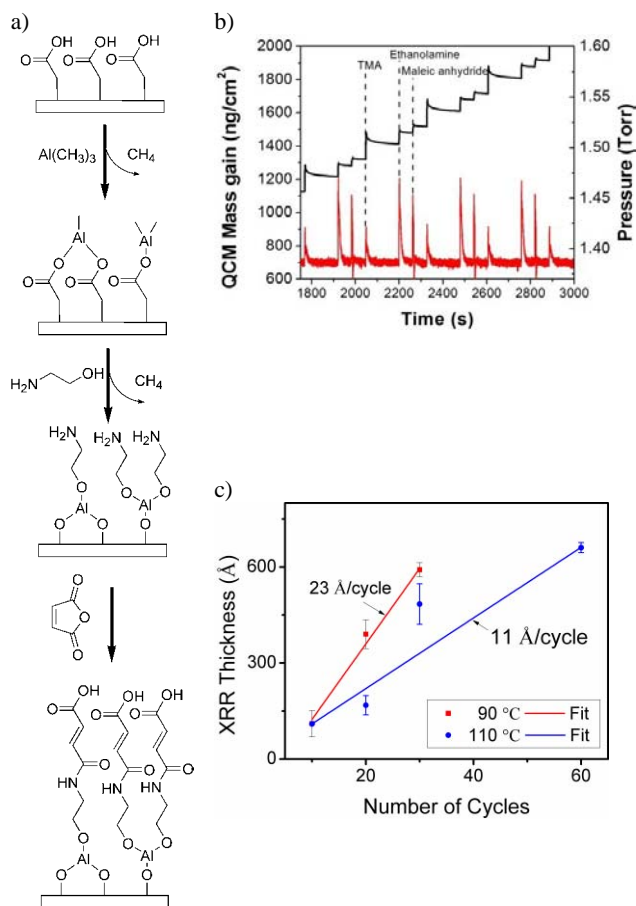 a)
OH
OH
OH
O
O
O
Al(CH₃)₃
CH₄
Al
Al
O
O
O
O
O
O
H₂N
OH
CH₄
H₂N
H₂N
H₂N
O
O
O
Al
Al
O
O
O
O
O
O
OH
OH
OH
O
O
O
O
O
O
HN
HN
HN
O
O
O
Al
Al
O
O
O
b)
2000
1800
1600
1400
1200
1000
800
600
QCM Mass gain (ng/cm²)
TMA
Ethanolamine
Maleic anhydride
1.60
1.55
1.50
1.45
1.40
Pressure (Torr)
1800 2000 2200 2400 2600 2800 3000
Time (s)
c)
600
300
0
XRR Thickness (Å)
23 Å/cycle
11 Å/cycle
90 °C Fit
110 °C Fit
20 40 60
Number of Cycles